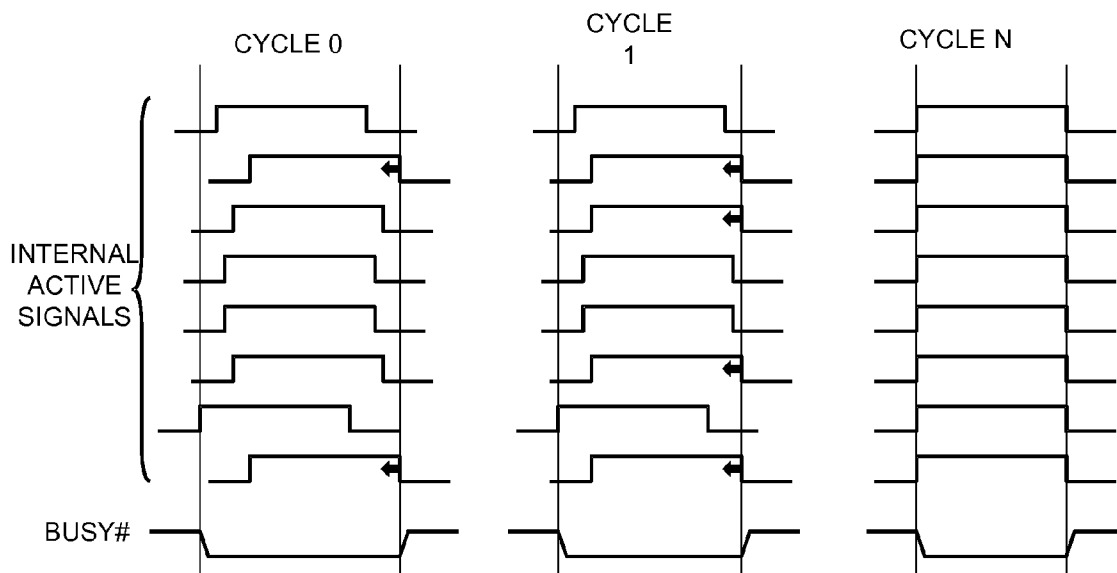 CYCLE 0
CYCLE
1
CYCLE N
INTERNAL
ACTIVE
SIGNALS
BUSY#